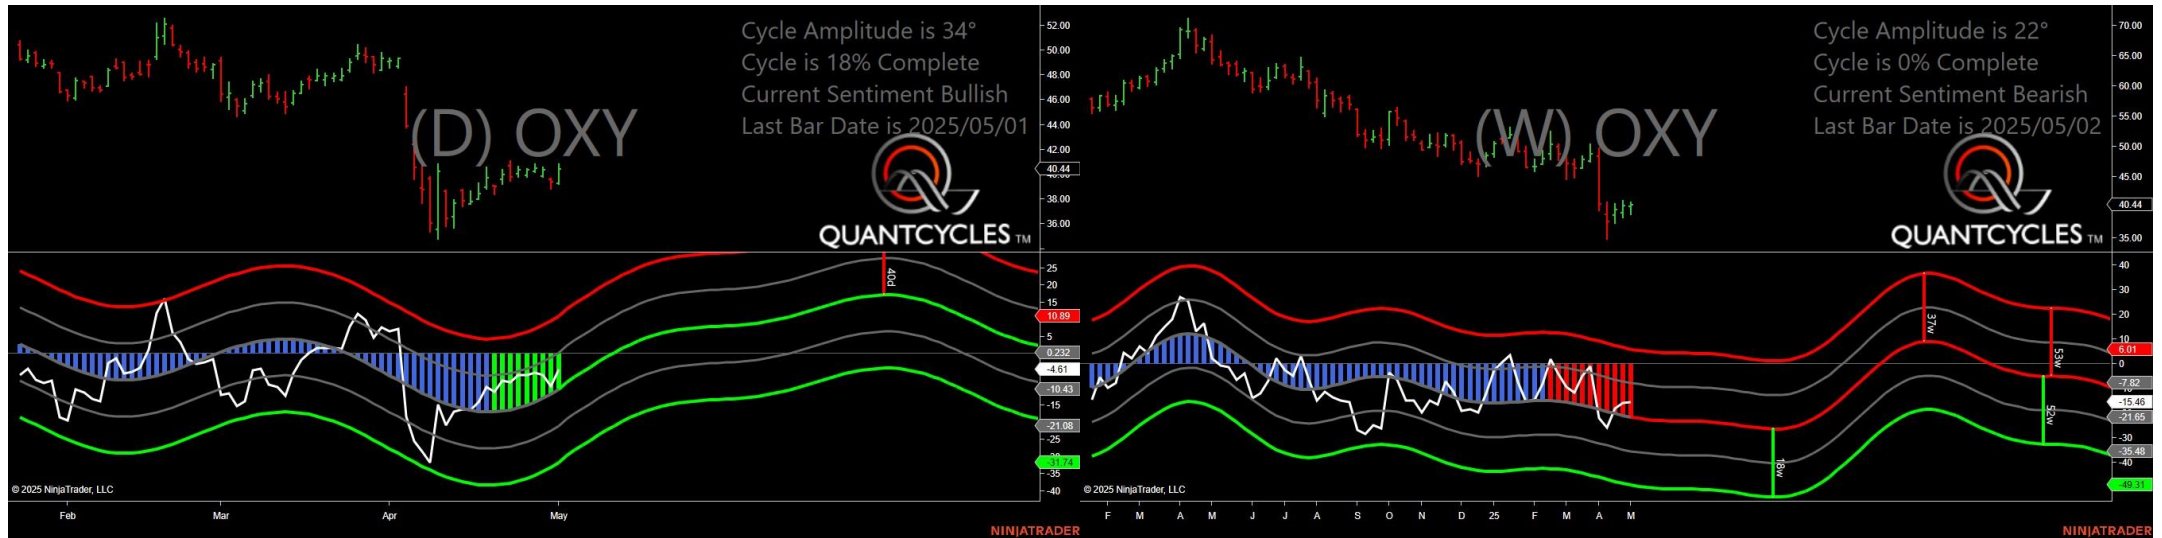 Cycle Amplitude is 34°
Cycle is 18% Complete
Current Sentiment Bullish
Last Bar Date is 2025/05/01
(D) OXY
QUANTCYCLES TM
52.00
50.00
48.00
46.00
44.00
42.00
40.44
38.00
36.00
40d
25
20
15
10.89
5
0.232
-4.61
-10.43
-15
-21.08
-25
-31.74
-35
-40
© 2025 NinjaTrader, LLC
Feb Mar Apr May
NINJATRADER
Cycle Amplitude is 22°
Cycle is 0% Complete
Current Sentiment Bearish
Last Bar Date is 2025/05/02
(W) OXY
QUANTCYCLES TM
70.00
65.00
60.00
55.00
50.00
45.00
40.44
35.00
37w
53w
52w
18w
40
30
20
10
6.01
0
-7.82
-15.46
-21.65
-30
-35.48
-40
-49.31
© 2025 NinjaTrader, LLC
F M A M J J A S O N D 25 F M A M
NINJATRADER